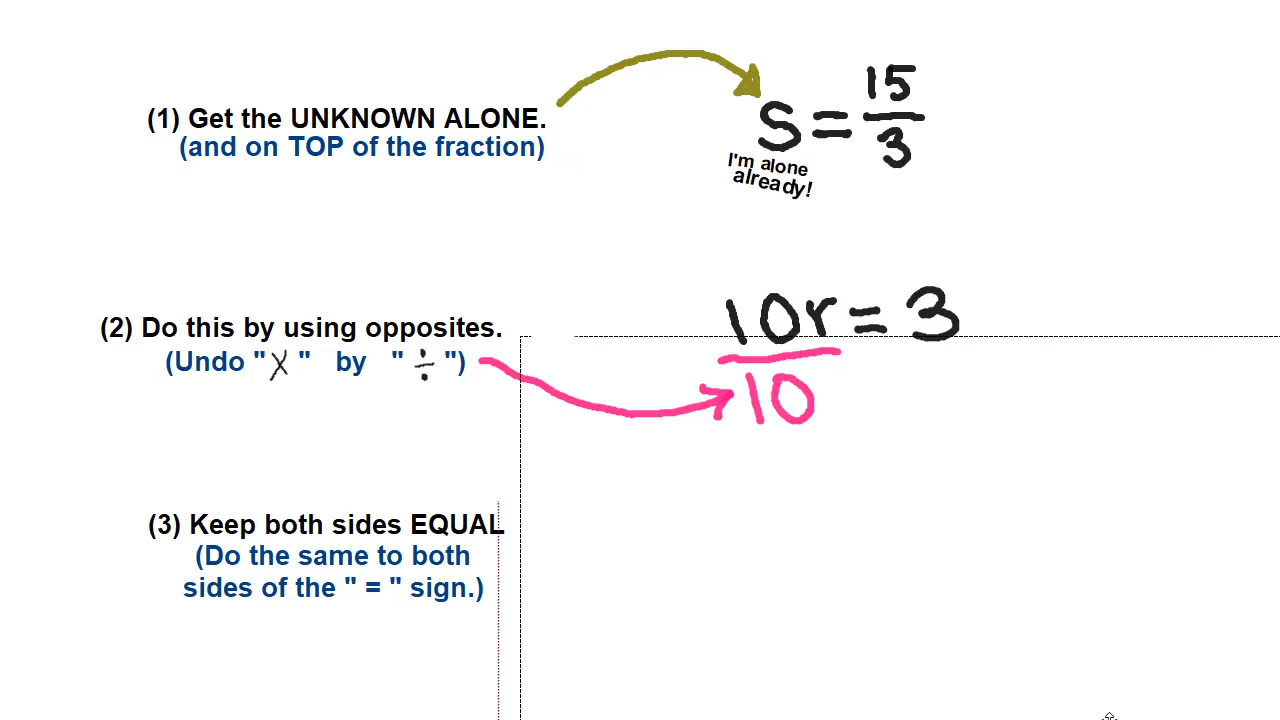 (1) Get the UNKNOWN ALONE.
(and on TOP of the fraction)
S = 15/3
I'm alone
already!
(2) Do this by using opposites.
(Undo "X" by "÷")
10r = 3
10
(3) Keep both sides EQUAL
(Do the same to both
sides of the " = " sign.)